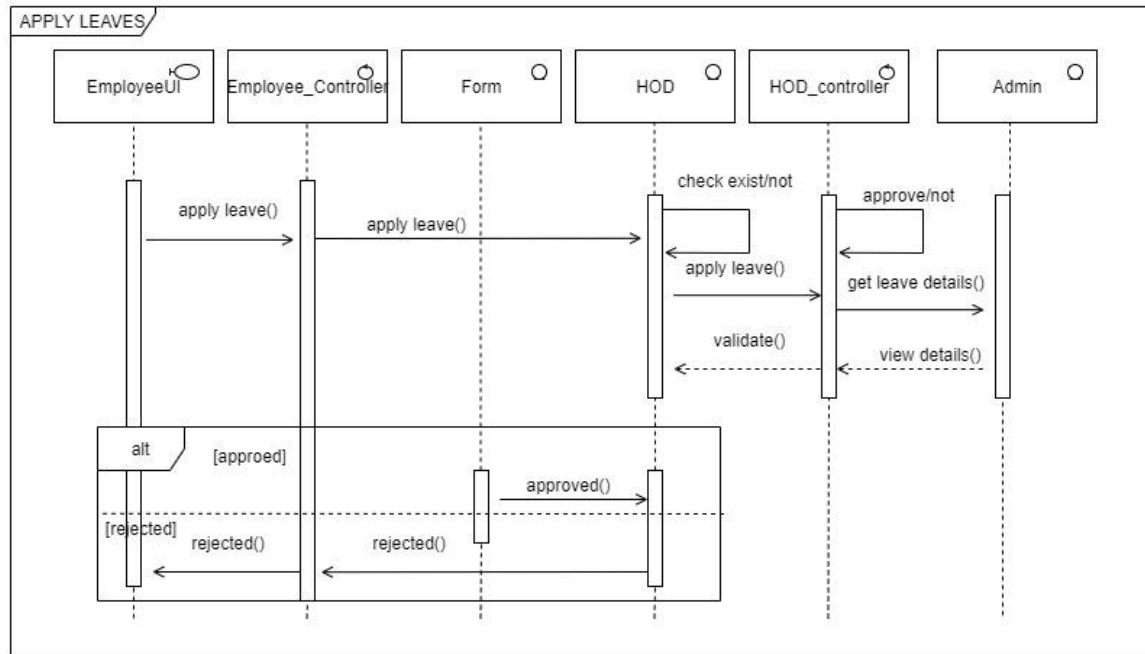 APPLY LEAVES
EmployeeUI
Employee_Controller
Form
HOD
HOD_controller
Admin
check exist/not
approve/not
apply leave()
apply leave()
apply leave()
get leave details()
validate()
view details()
alt
[approed]
approved()
[rejected]
rejected()
rejected()